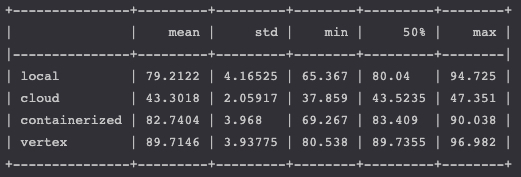 +---------------+---------+---------+--------+---------+--------+
|               |    mean |     std |    min |     50% |    max |
|---------------+---------+---------+--------+---------+--------|
| local         | 79.2122 | 4.16525 | 65.367 | 80.04   | 94.725 |
| cloud         | 43.3018 | 2.05917 | 37.859 | 43.5235 | 47.351 |
| containerized | 82.7404 | 3.968   | 69.267 | 83.409  | 90.038 |
| vertex        | 89.7146 | 3.93775 | 80.538 | 89.7355 | 96.982 |
+---------------+---------+---------+--------+---------+--------+